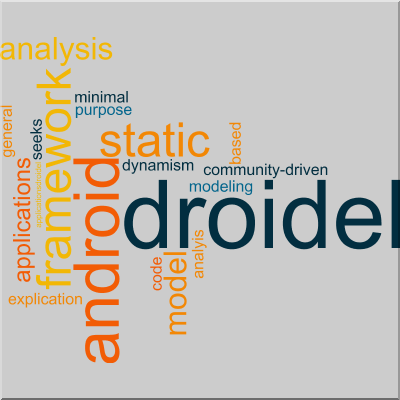 analysis
minimal
purpose
general
seeks
framework
static
based
dynamism
community-driven
modeling
applications
android
droidel
code
model
analyis
explication